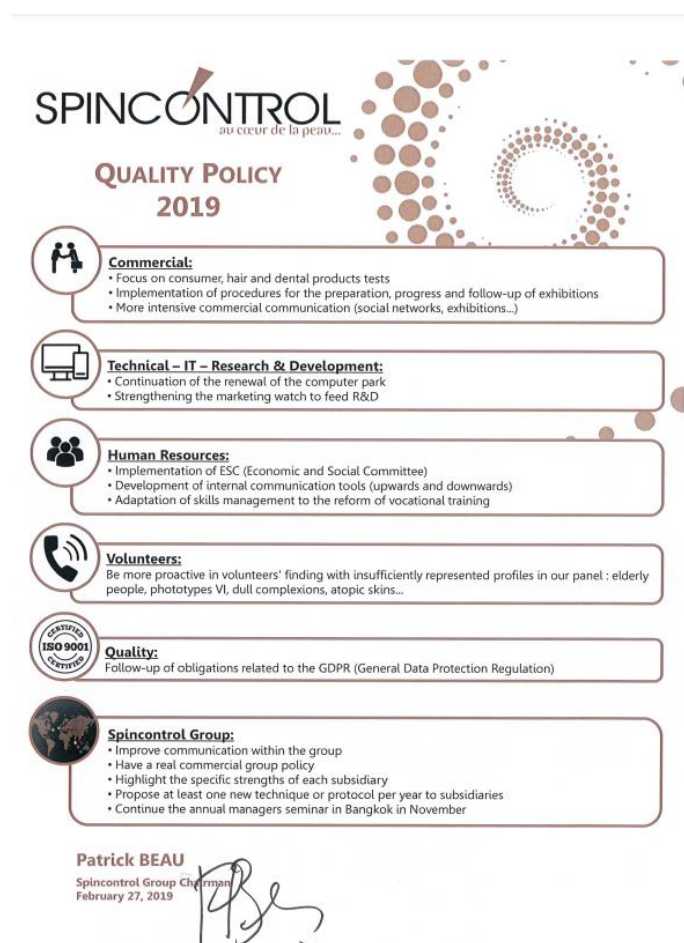 SPINCONTROL
au cœur de la peau...
QUALITY POLICY
2019
Commercial:
• Focus on consumer, hair and dental products tests
• Implementation of procedures for the preparation, progress and follow-up of exhibitions
• More intensive commercial communication (social networks, exhibitions...)
Technical – IT – Research & Development:
• Continuation of the renewal of the computer park
• Strengthening the marketing watch to feed R&D
Human Resources:
• Implementation of ESC (Economic and Social Committee)
• Development of internal communication tools (upwards and downwards)
• Adaptation of skills management to the reform of vocational training
Volunteers:
Be more proactive in volunteers' finding with insufficiently represented profiles in our panel : elderly
people, phototypes VI, dull complexions, atopic skins...
CERTIFIED
ISO 9001
CERTIFIED
Quality:
Follow-up of obligations related to the GDPR (General Data Protection Regulation)
Spincontrol Group:
• Improve communication within the group
• Have a real commercial group policy
• Highlight the specific strengths of each subsidiary
• Propose at least one new technique or protocol per year to subsidiaries
• Continue the annual managers seminar in Bangkok in November
Patrick BEAU
Spincontrol Group Chairman
February 27, 2019